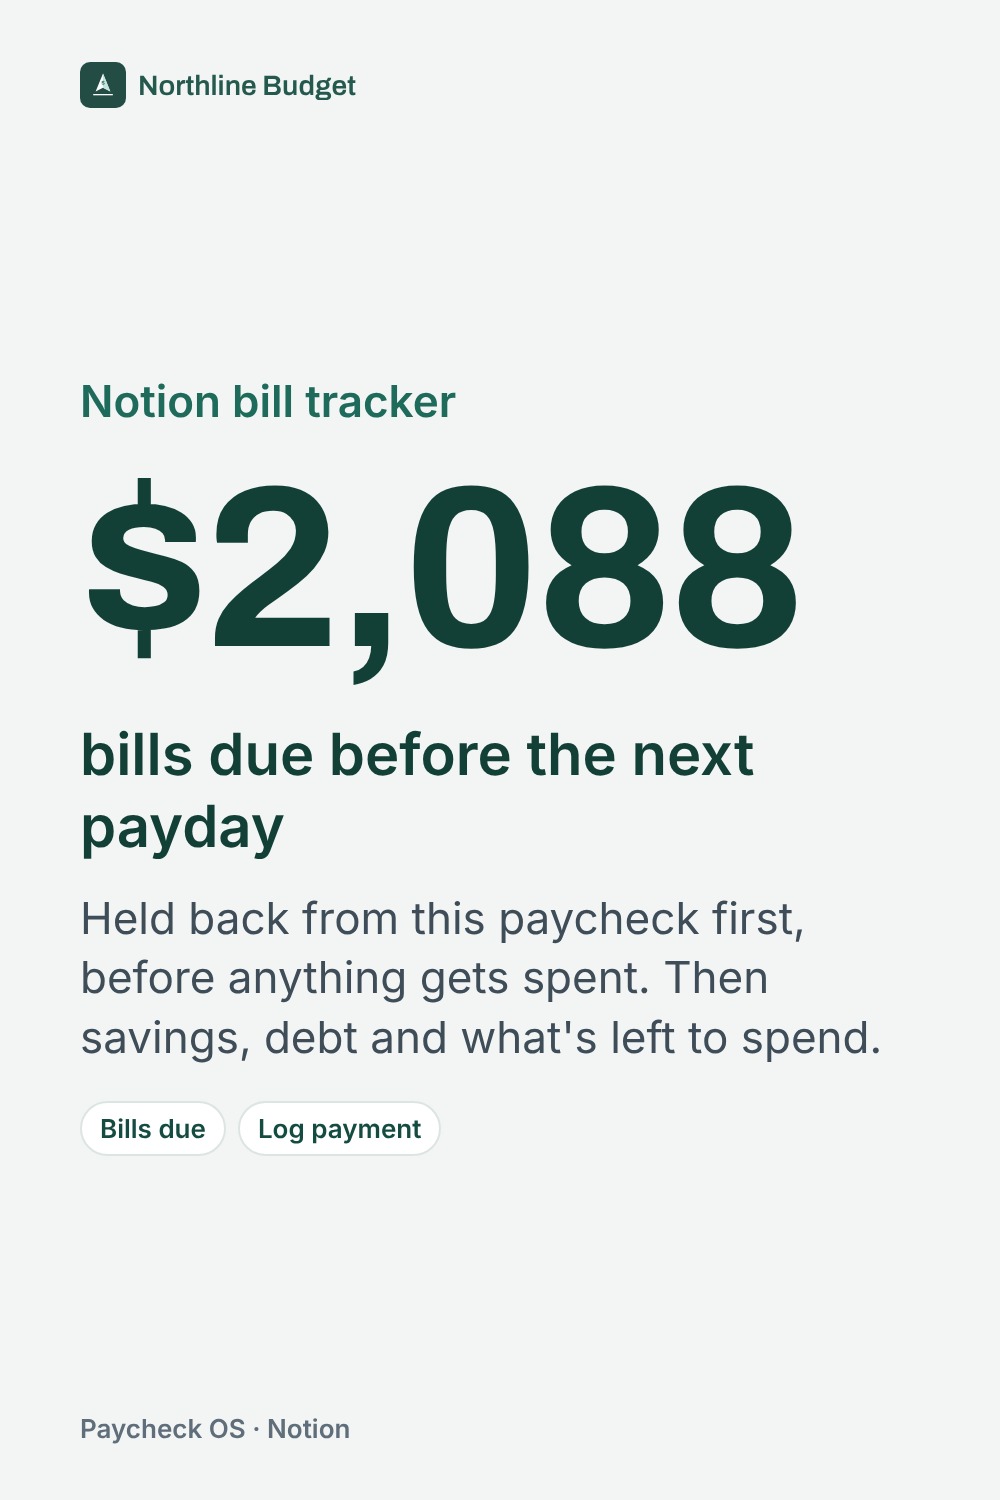 Northline Budget
Notion bill tracker
$2,088
bills due before the next
payday
Held back from this paycheck first,
before anything gets spent. Then
savings, debt and what's left to spend.
Bills due
Log payment
Paycheck OS · Notion